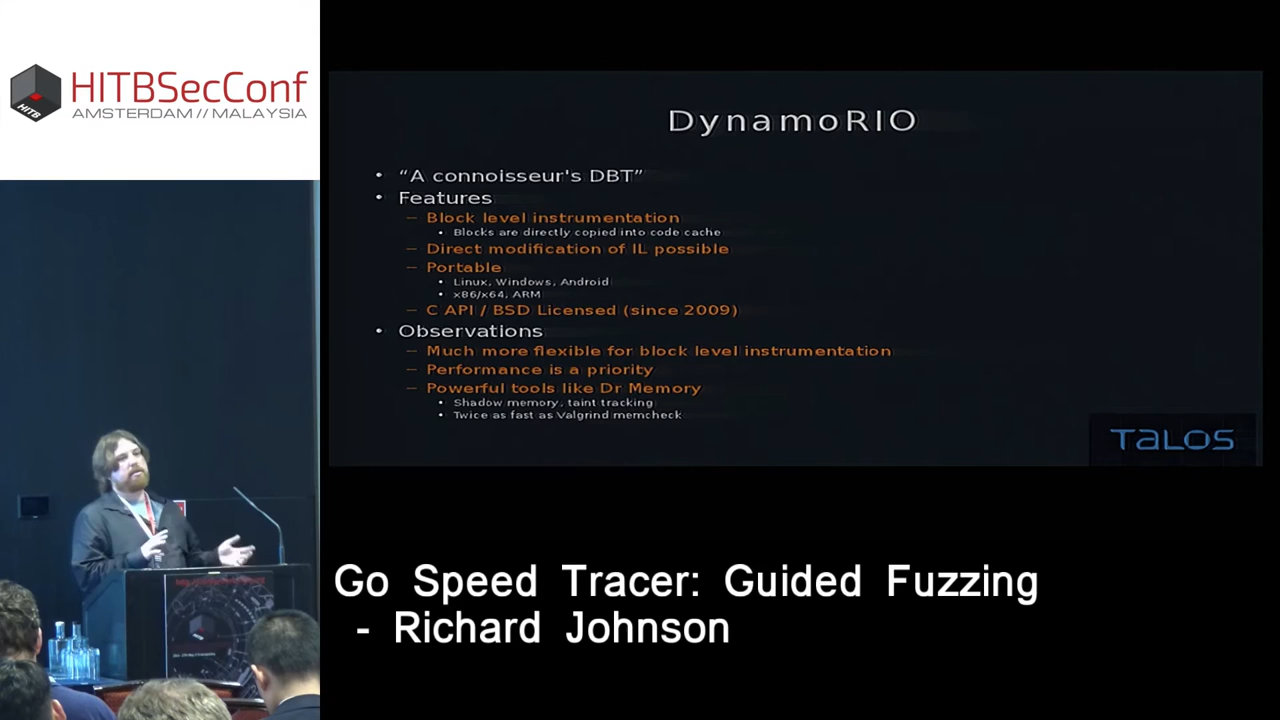 HITBSecConf
AMSTERDAM // MALAYSIA
HITB
DynamoRIO
• “A connoisseur's DBT”
• Features
– Block level instrumentation
• Blocks are directly copied into code cache
– Direct modification of IL possible
– Portable
• Linux, Windows, Android
• x86/x64, ARM
– C API / BSD Licensed (since 2009)
• Observations
– Much more flexible for block level instrumentation
– Performance is a priority
– Powerful tools like Dr Memory
• Shadow memory, taint tracking
• Twice as fast as Valgrind memcheck
TALOS
Go Speed Tracer: Guided Fuzzing
- Richard Johnson